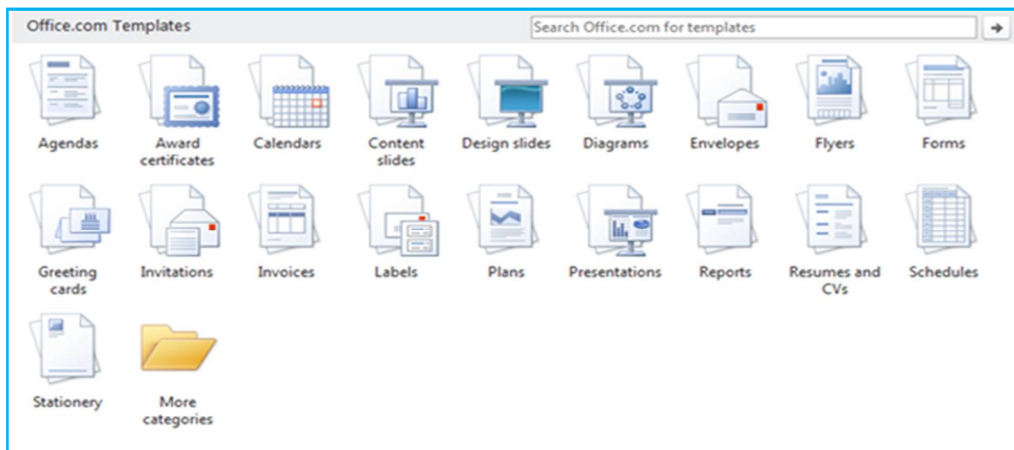 Office.com Templates
Search Office.com for templates
Agendas
Award
certificates
Calendars
Content
slides
Design slides
Diagrams
Envelopes
Flyers
Forms
Greeting
cards
Invitations
Invoices
Labels
Plans
Presentations
Reports
Resumes and
CVs
Schedules
Stationery
More
categories